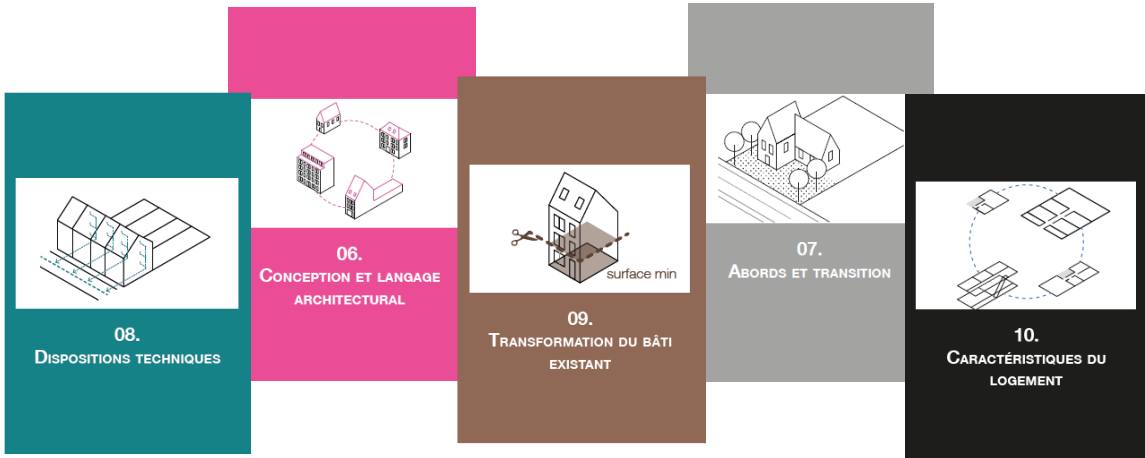 08.
DISPOSITIONS TECHNIQUES
06.
CONCEPTION ET LANGAGE
ARCHITECTURAL
surface min
09.
TRANSFORMATION DU BÂTI
EXISTANT
07.
ABORDS ET TRANSITION
10.
CARACTÉRISTIQUES DU
LOGEMENT